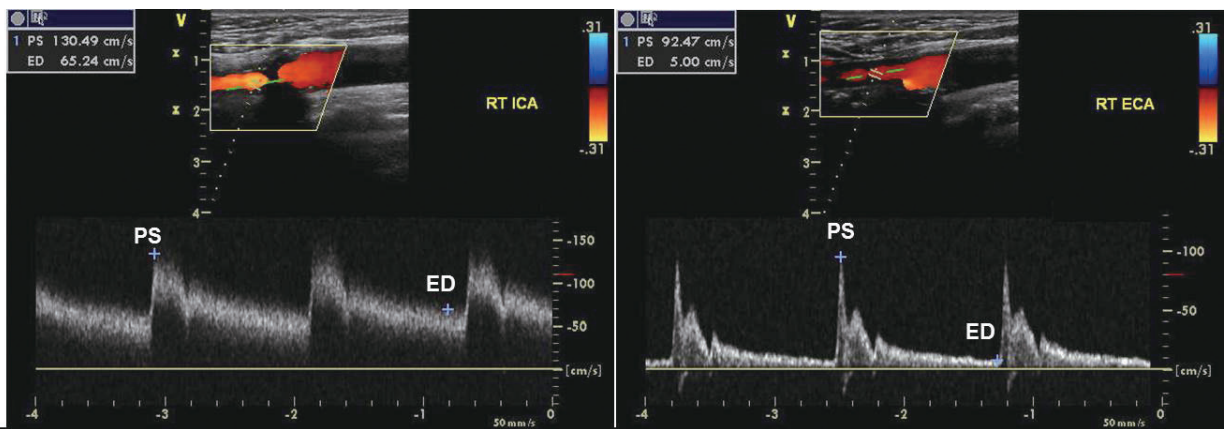 1 PS 130.49 cm/s
ED 65.24 cm/s
V
1
2
3
4
.31
-.31
RT ICA
PS
ED
-150
-100
-50
[cm/s]
-4
-3
-2
-1
0
50 mm/s
1 PS 92.47 cm/s
ED 5.00 cm/s
V
1
2
3
4
.31
-.31
RT ECA
PS
ED
-100
-50
[cm/s]
-4
-3
-2
-1
0
50 mm/s